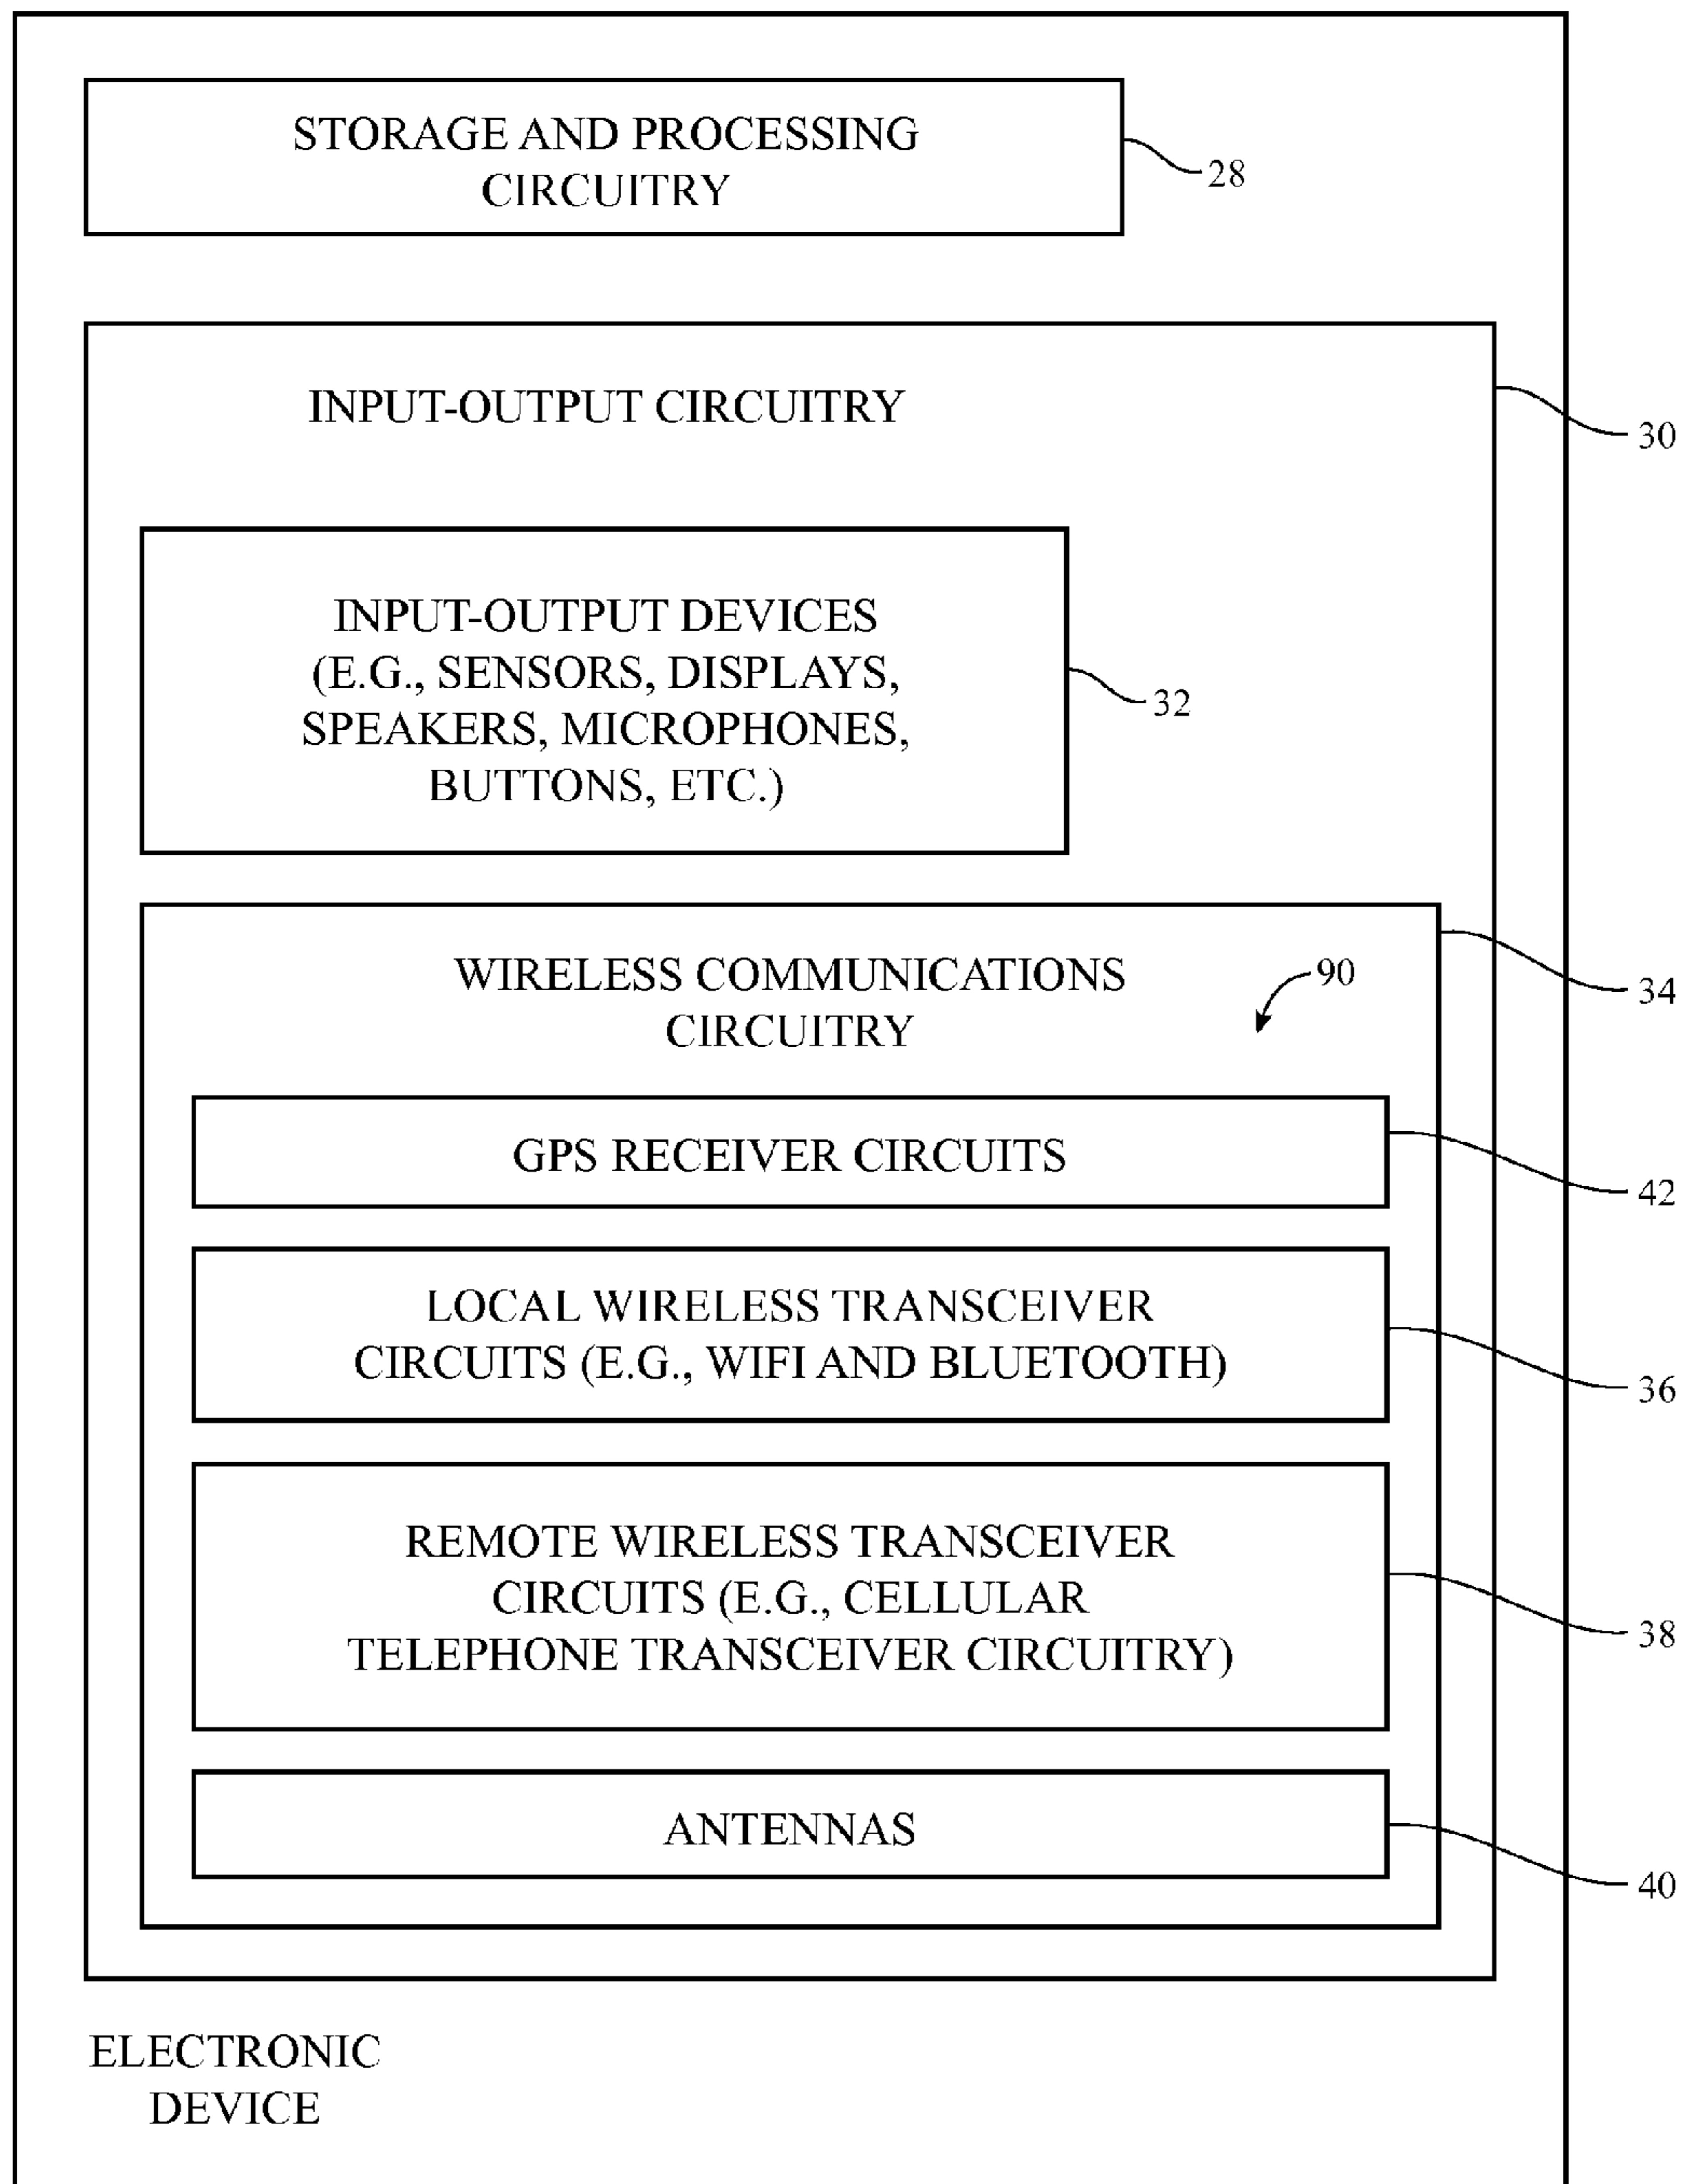 STORAGE AND PROCESSING
CIRCUITRY
28
INPUT-OUTPUT CIRCUITRY
30
INPUT-OUTPUT DEVICES
(E.G., SENSORS, DISPLAYS,
SPEAKERS, MICROPHONES,
BUTTONS, ETC.)
32
WIRELESS COMMUNICATIONS
CIRCUITRY
90
34
GPS RECEIVER CIRCUITS
42
LOCAL WIRELESS TRANSCEIVER
CIRCUITS (E.G., WIFI AND BLUETOOTH)
36
REMOTE WIRELESS TRANSCEIVER
CIRCUITS (E.G., CELLULAR
TELEPHONE TRANSCEIVER CIRCUITRY)
38
ANTENNAS
40
ELECTRONIC
DEVICE